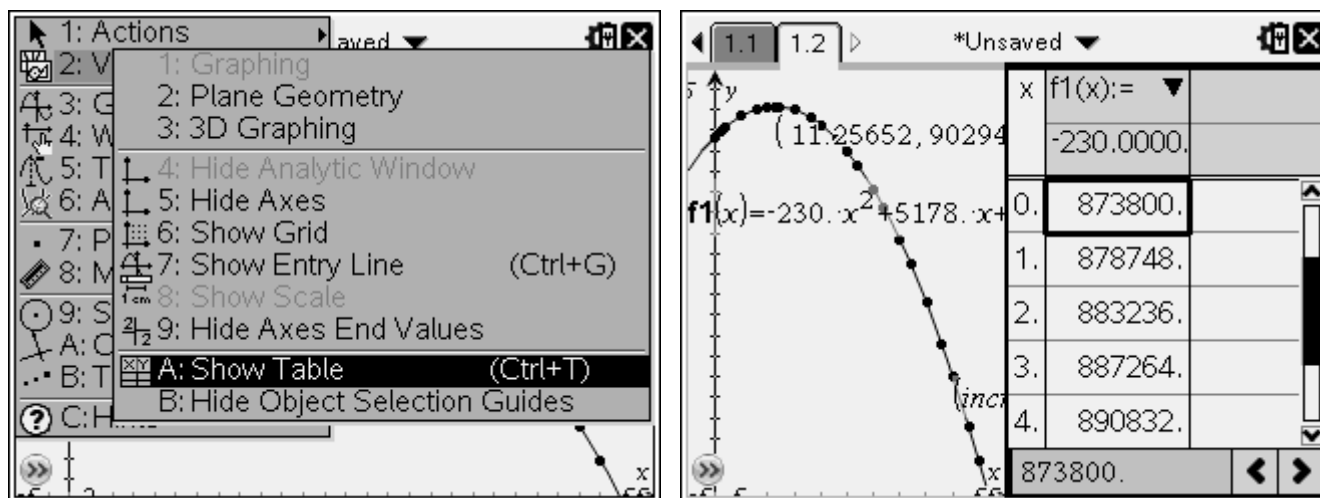 1: Actions
aved
2: V
1: Graphing
2: Plane Geometry
3: G
3: 3D Graphing
4: W
5: T
4: Hide Analytic Window
6: A
5: Hide Axes
7: P
6: Show Grid
8: M
7: Show Entry Line (Ctrl+G)
1 cm 8: Show Scale
9: S
9: Hide Axes End Values
A: C
B: T
A: Show Table (Ctrl+T)
B: Hide Object Selection Guides
C: H
x
1.1 1.2 *Unsaved
y
(11.25652, 90294
f1(x)=-230.·x²+5178.·x+
x
x f1(x):=
-230.0000.
0. 873800.
1. 878748.
2. 883236.
3. 887264.
4. 890832.
873800.